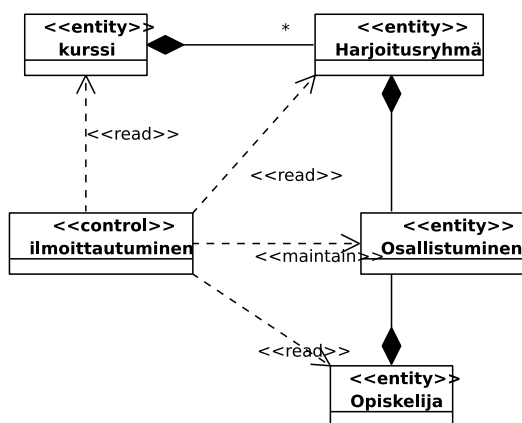 <<entity>>
kurssi
*
<<entity>>
Harjoitusryhmä
<<read>>
<<read>>
<<control>>
ilmoittautuminen
<<maintain>>
<<entity>>
Osallistuminen
<<read>>
<<entity>>
Opiskelija